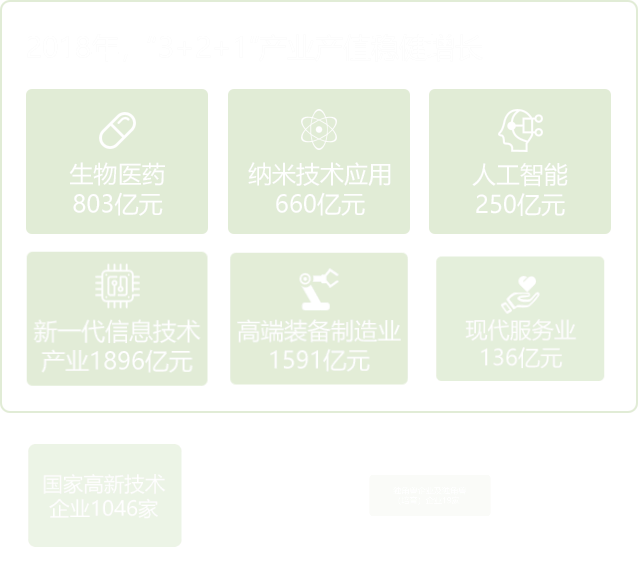 生物医药
803亿元
纳米技术应用
660亿元
人工智能
250亿元
新一代信息技术
产业1896亿元
高端装备制造业
1591亿元
现代服务业
136亿元
国家高新技术
企业1046家